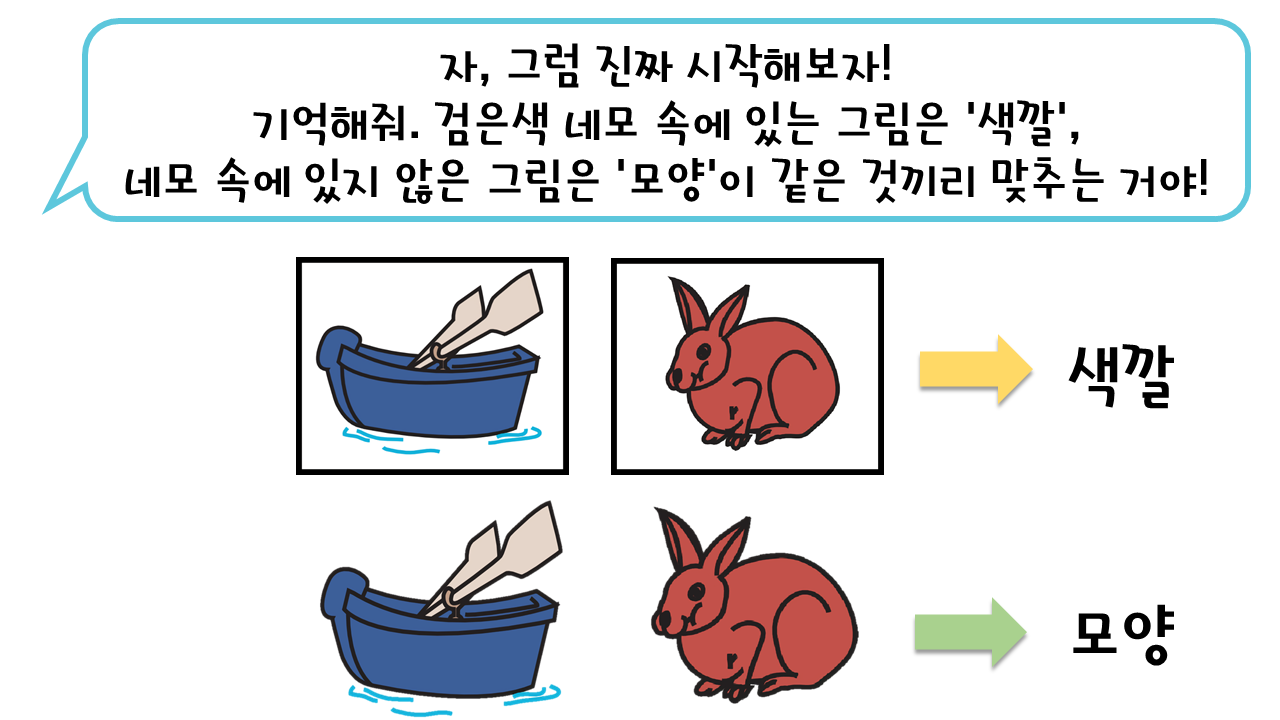 자, 그럼 진짜 시작해보자!
기억해줘. 검은색 네모 속에 있는 그림은 '색깔',
네모 속에 있지 않은 그림은 '모양'이 같은 것끼리 맞추는 거야!
색깔
모양